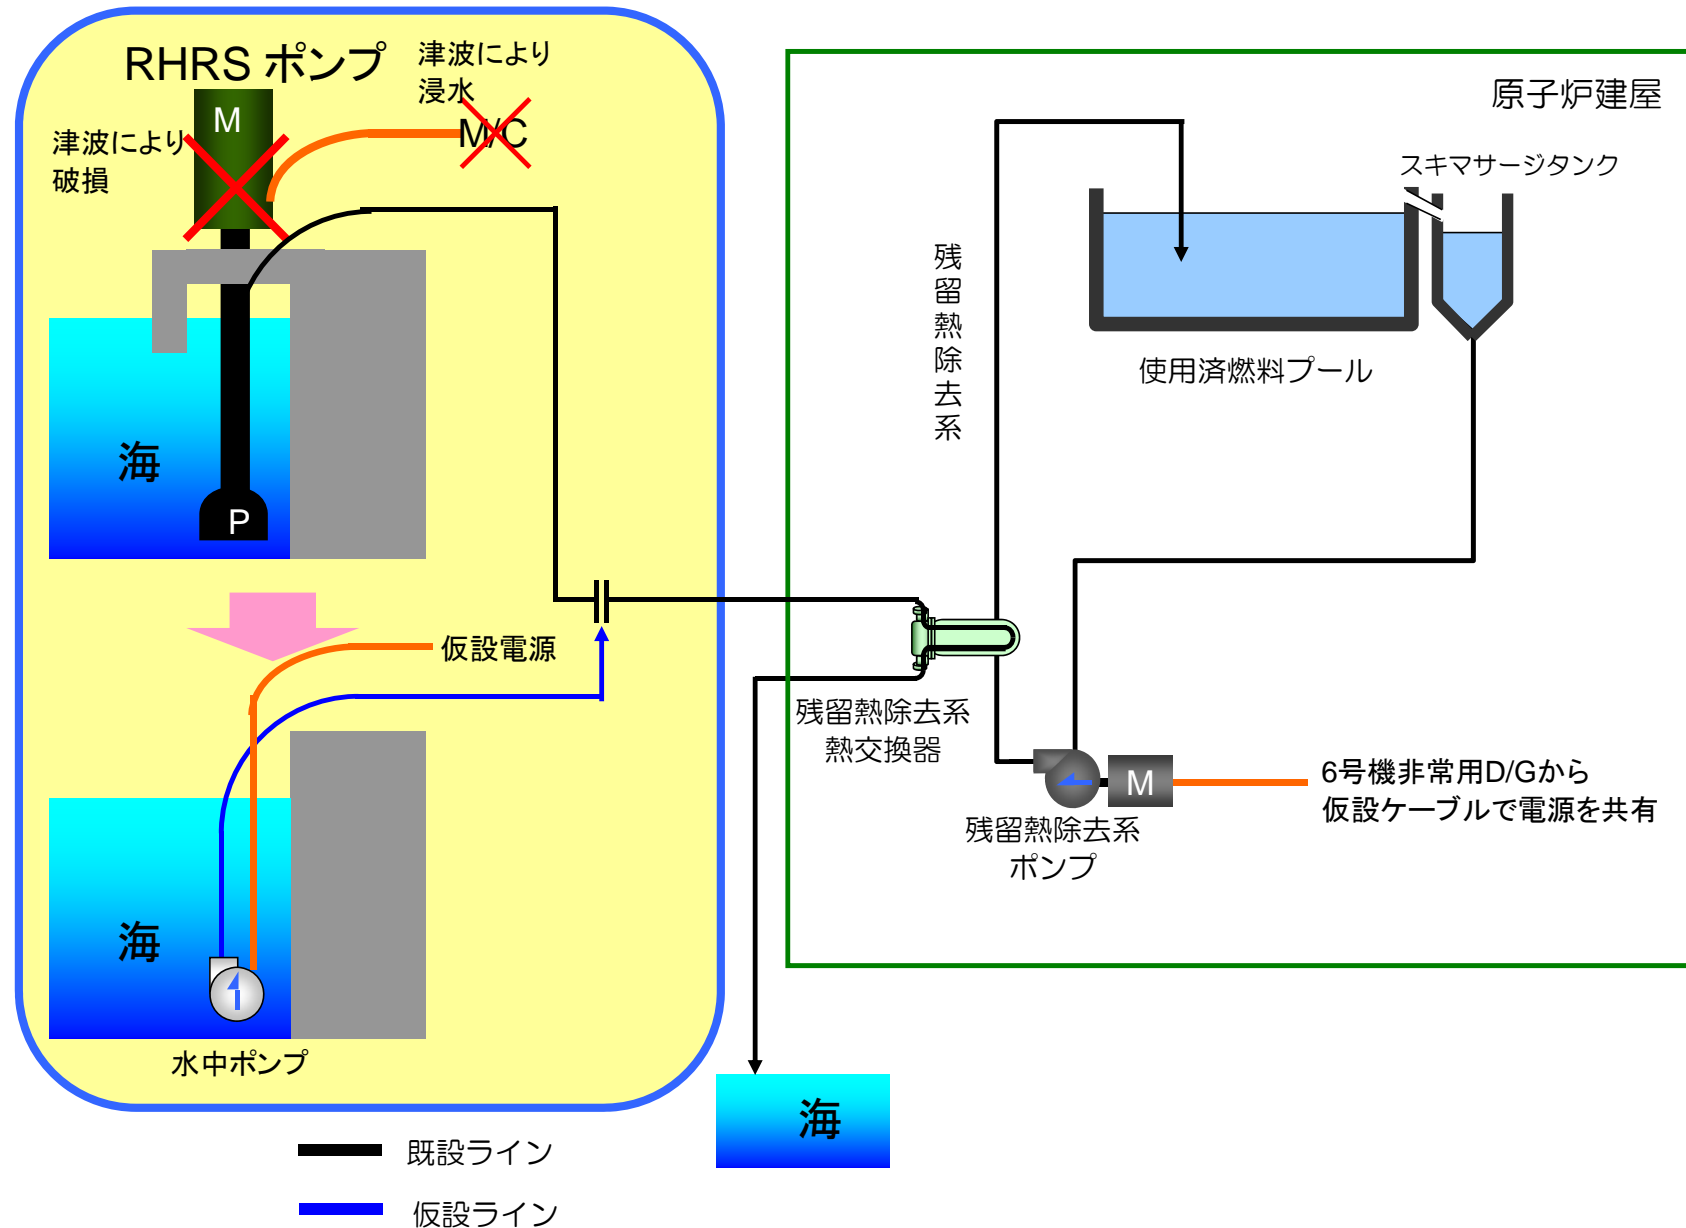 RHRS ポンプ
津波により
浸水
M
M/C
津波により
破損
海
P
仮設電源
海
水中ポンプ
既設ライン
仮設ライン
原子炉建屋
スキマサージタンク
残留熱除去系
使用済燃料プール
残留熱除去系
熱交換器
M
6号機非常用D/Gから
仮設ケーブルで電源を共有
残留熱除去系
ポンプ
海